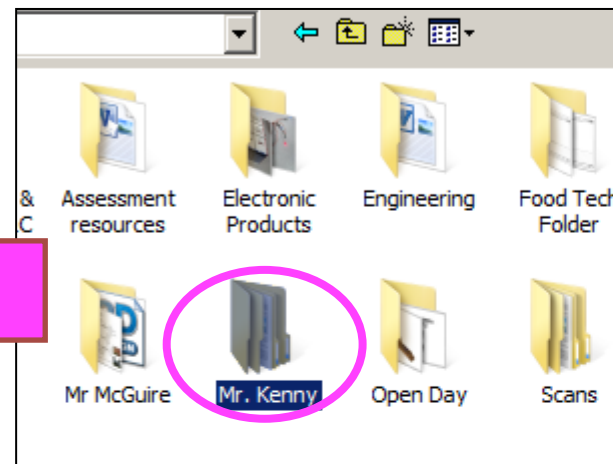 & Assessment Electronic Engineering Food Tech
.C resources Products Folder
Mr McGuire Mr. Kenny Open Day Scans